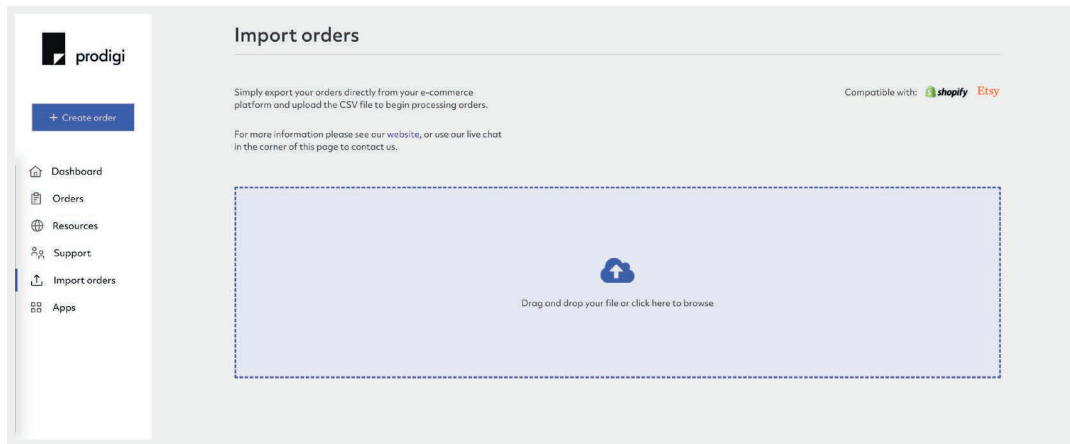 prodigi
+ Create order
Dashboard
Orders
Resources
Support
Import orders
Apps
Import orders
Simply export your orders directly from your e-commerce
platform and upload the CSV file to begin processing orders.
For more information please see our website, or use our live chat
in the corner of this page to contact us.
Compatible with: shopify Etsy
Drag and drop your file or click here to browse